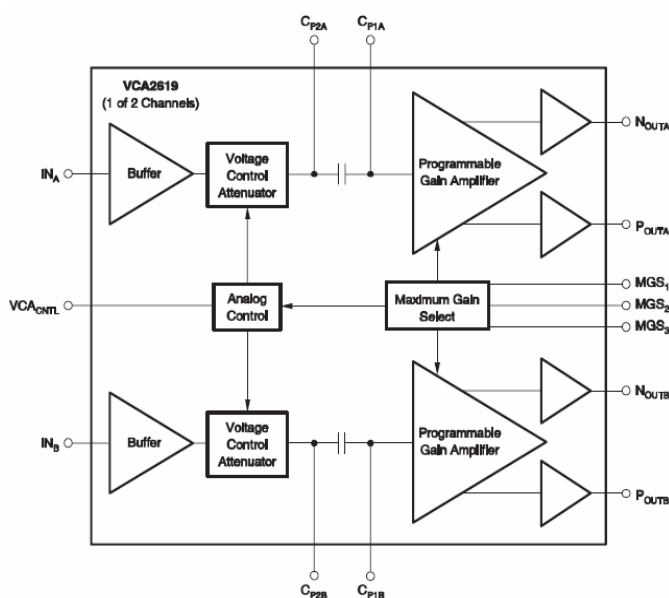 C_P2A C_P1A
VCA2619
(1 of 2 Channels)
N_OUTA
Voltage
Control
Attenuator
Programmable
Gain Amplifier
IN_A
Buffer
P_OUTA
MGS_1
VCA_CNTL
Analog
Control
Maximum Gain
Select
MGS_2
MGS_3
N_OUTB
Programmable
Gain Amplifier
IN_B
Buffer
Voltage
Control
Attenuator
P_OUTB
C_P2B C_P1B